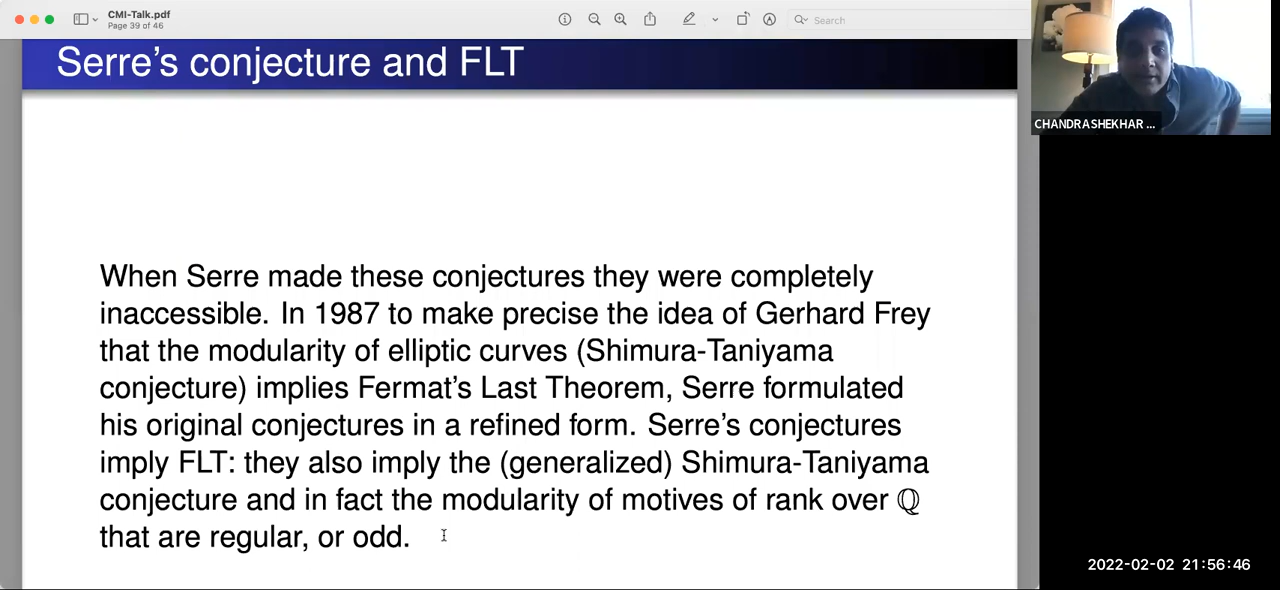 CMI-Talk.pdf
Page 39 of 46
Search
Serre's conjecture and FLT
CHANDRASHEKHAR ...
When Serre made these conjectures they were completely
inaccessible. In 1987 to make precise the idea of Gerhard Frey
that the modularity of elliptic curves (Shimura-Taniyama
conjecture) implies Fermat's Last Theorem, Serre formulated
his original conjectures in a refined form. Serre's conjectures
imply FLT: they also imply the (generalized) Shimura-Taniyama
conjecture and in fact the modularity of motives of rank over ℚ
that are regular, or odd.
2022-02-02 21:56:46